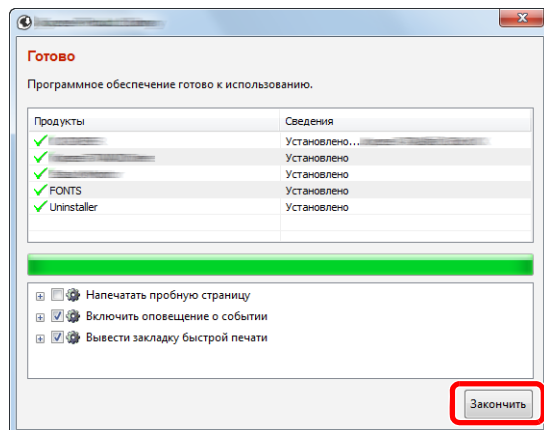 Готово
Программное обеспечение готово к использованию.
Продукты Сведения
Установлено...
Установлено
Установлено
FONTS Установлено
Uninstaller Установлено
Напечатать пробную страницу
Включить оповещение о событии
Вывести закладку быстрой печати
Закончить